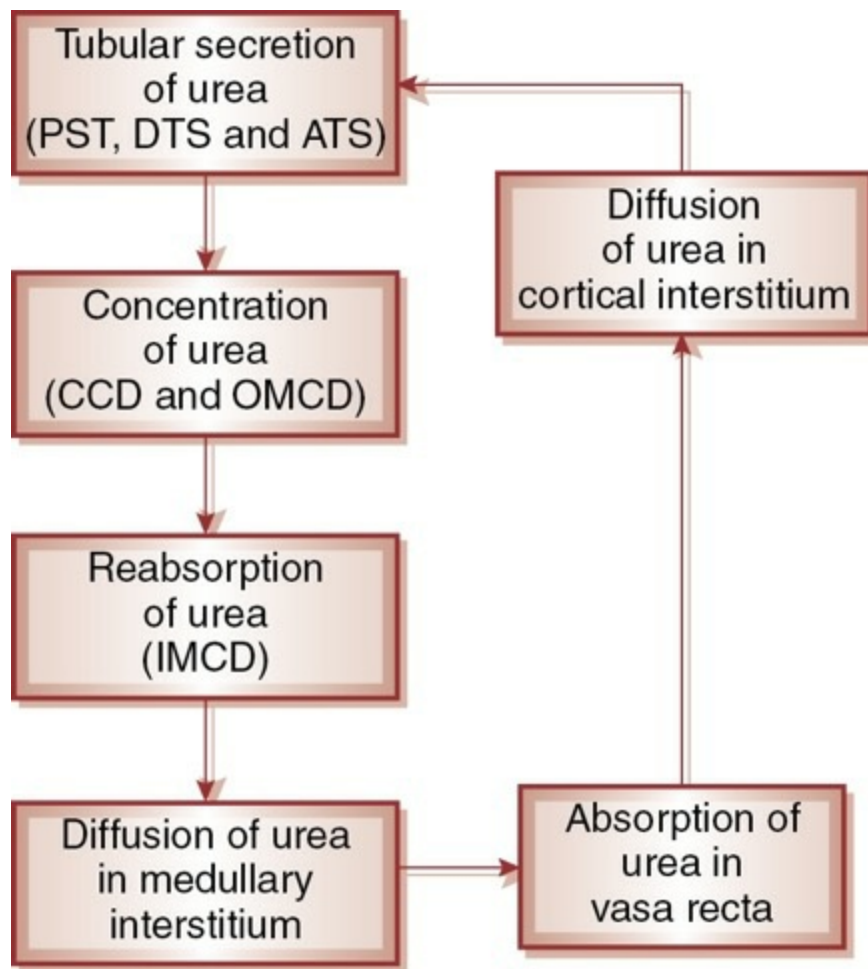 Tubular secretion
of urea
(PST, DTS and ATS)
Concentration
of urea
(CCD and OMCD)
Reabsorption
of urea
(IMCD)
Diffusion of urea
in medullary
interstitium
Absorption of
urea in
vasa recta
Diffusion
of urea in
cortical interstitium